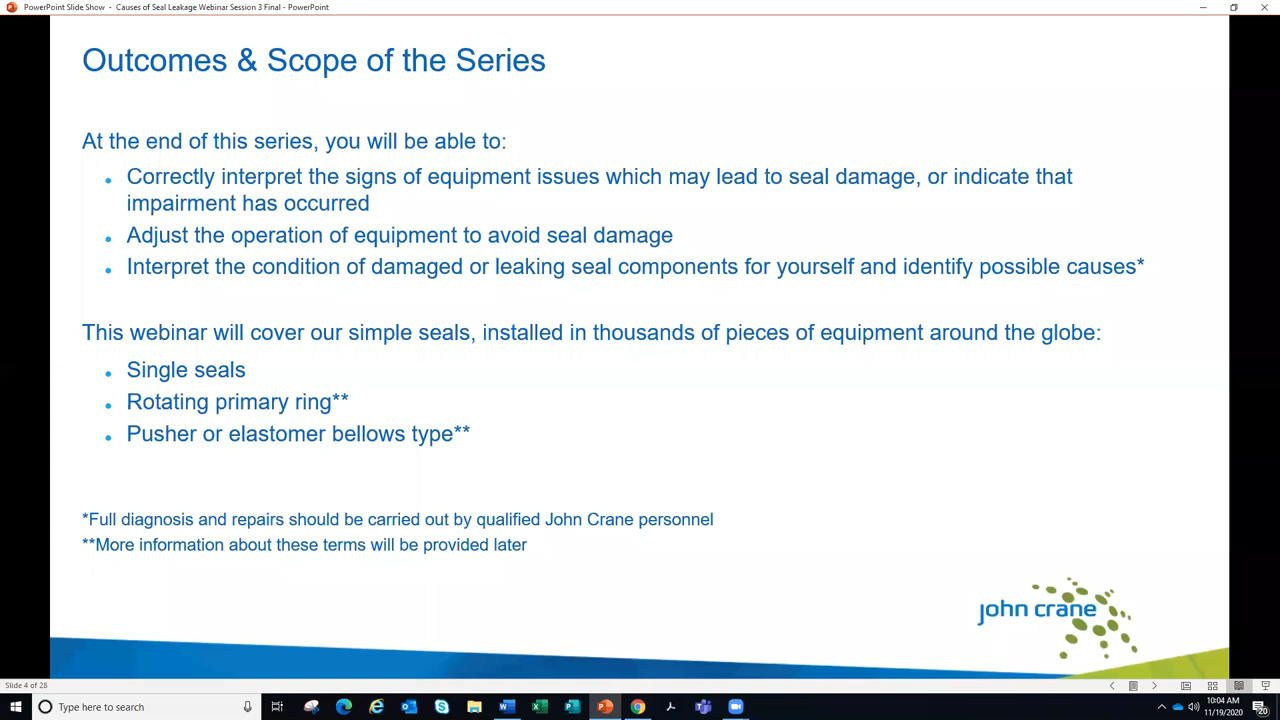 PowerPoint Slide Show - Causes of Seal Leakage Webinar Session 3 Final - PowerPoint
Outcomes & Scope of the Series
At the end of this series, you will be able to:
• Correctly interpret the signs of equipment issues which may lead to seal damage, or indicate that
impairment has occurred
• Adjust the operation of equipment to avoid seal damage
• Interpret the condition of damaged or leaking seal components for yourself and identify possible causes*
This webinar will cover our simple seals, installed in thousands of pieces of equipment around the globe:
• Single seals
• Rotating primary ring**
• Pusher or elastomer bellows type**
*Full diagnosis and repairs should be carried out by qualified John Crane personnel
**More information about these terms will be provided later
john crane
Slide 4 of 28
Type here to search
10:04 AM
11/19/2020
20